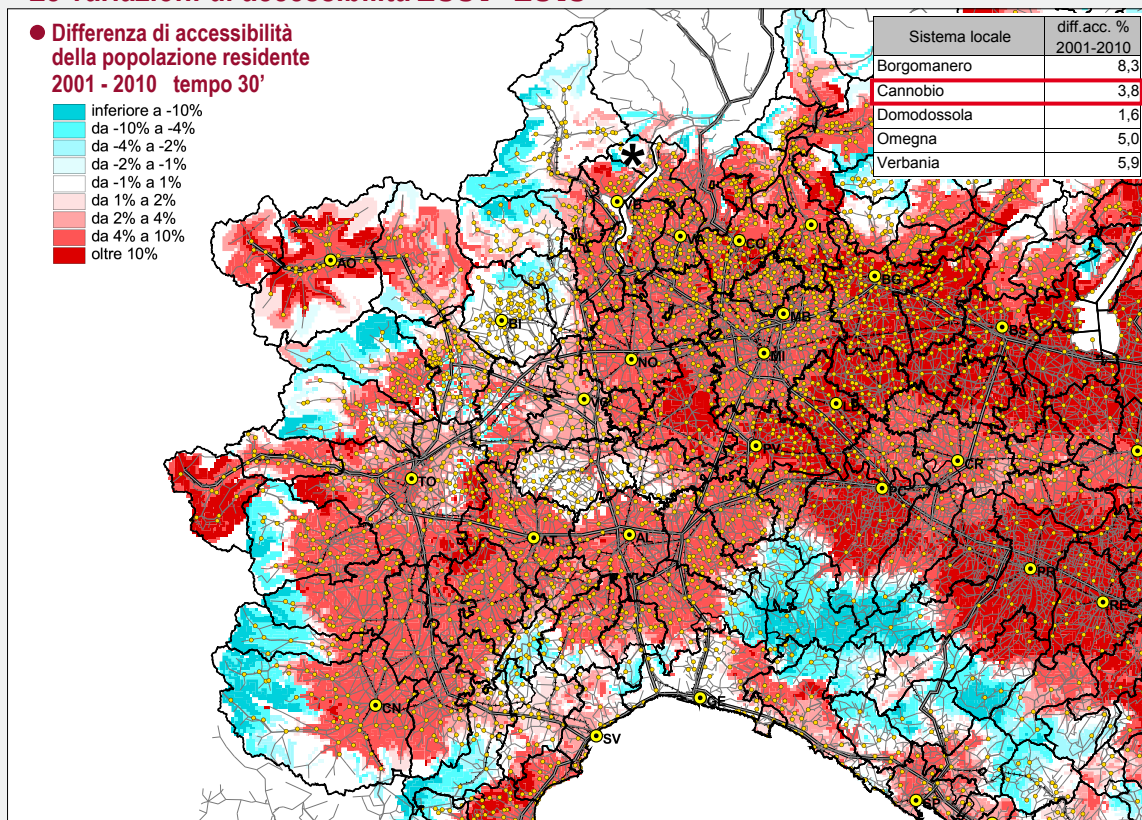 Differenza di accessibilità
della popolazione residente
2001 - 2010 tempo 30'
inferiore a -10%
da -10% a -4%
da -4% a -2%
da -2% a -1%
da -1% a 1%
da 1% a 2%
da 2% a 4%
da 4% a 10%
oltre 10%
Sistema locale diff.acc. % 2001-2010
Borgomanero 8,3
Cannobio 3,8
Domodossola 1,6
Omegna 5,0
Verbania 5,9
*
VB
VA
CO
AO
BG
BI
MB
BS
NO
MI
PV
CR
TO
AT
AL
PR
RE
CN
GE
SV
SP